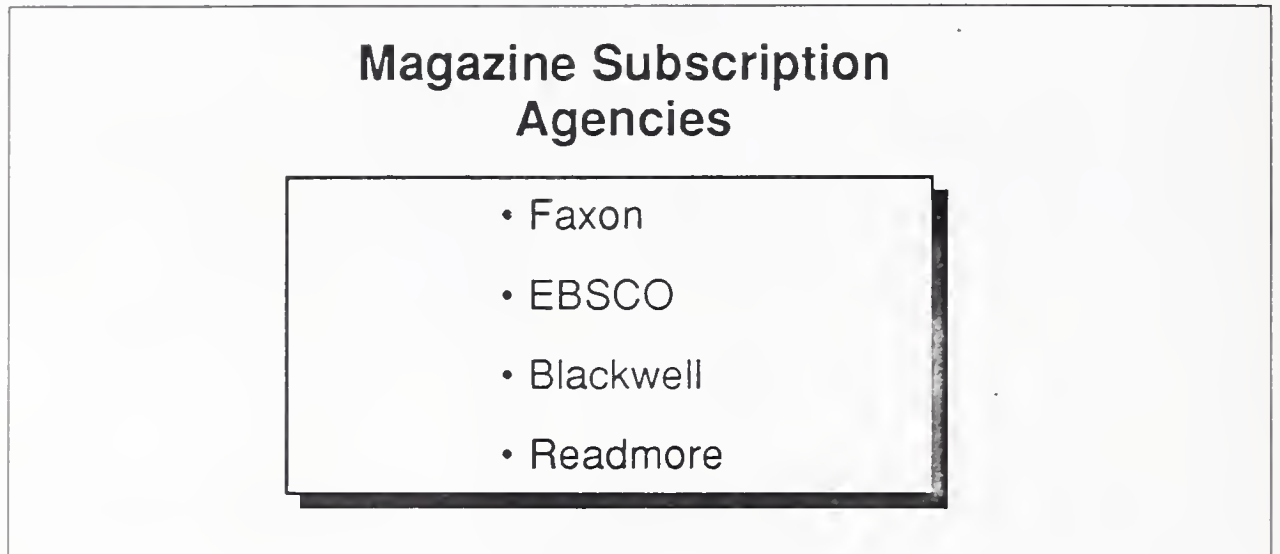 Magazine Subscription
Agencies
• Faxon
• EBSCO
• Blackwell
• Readmore